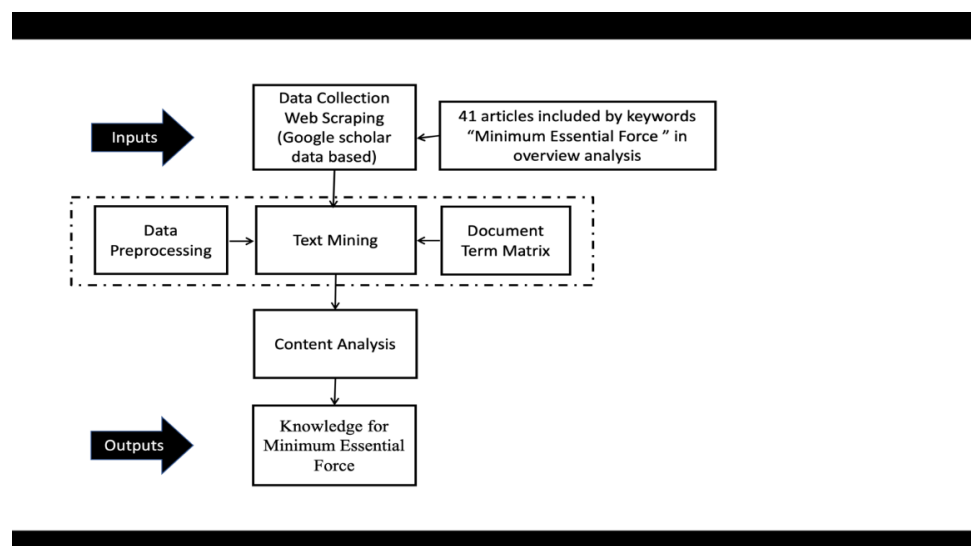 Data Collection
Web Scraping
(Google scholar
data based)
41 articles included by keywords
“Minimum Essential Force ” in
overview analysis
Inputs
Data
Preprocessing
Text Mining
Document
Term Matrix
Content Analysis
Knowledge for
Minimum Essential
Force
Outputs